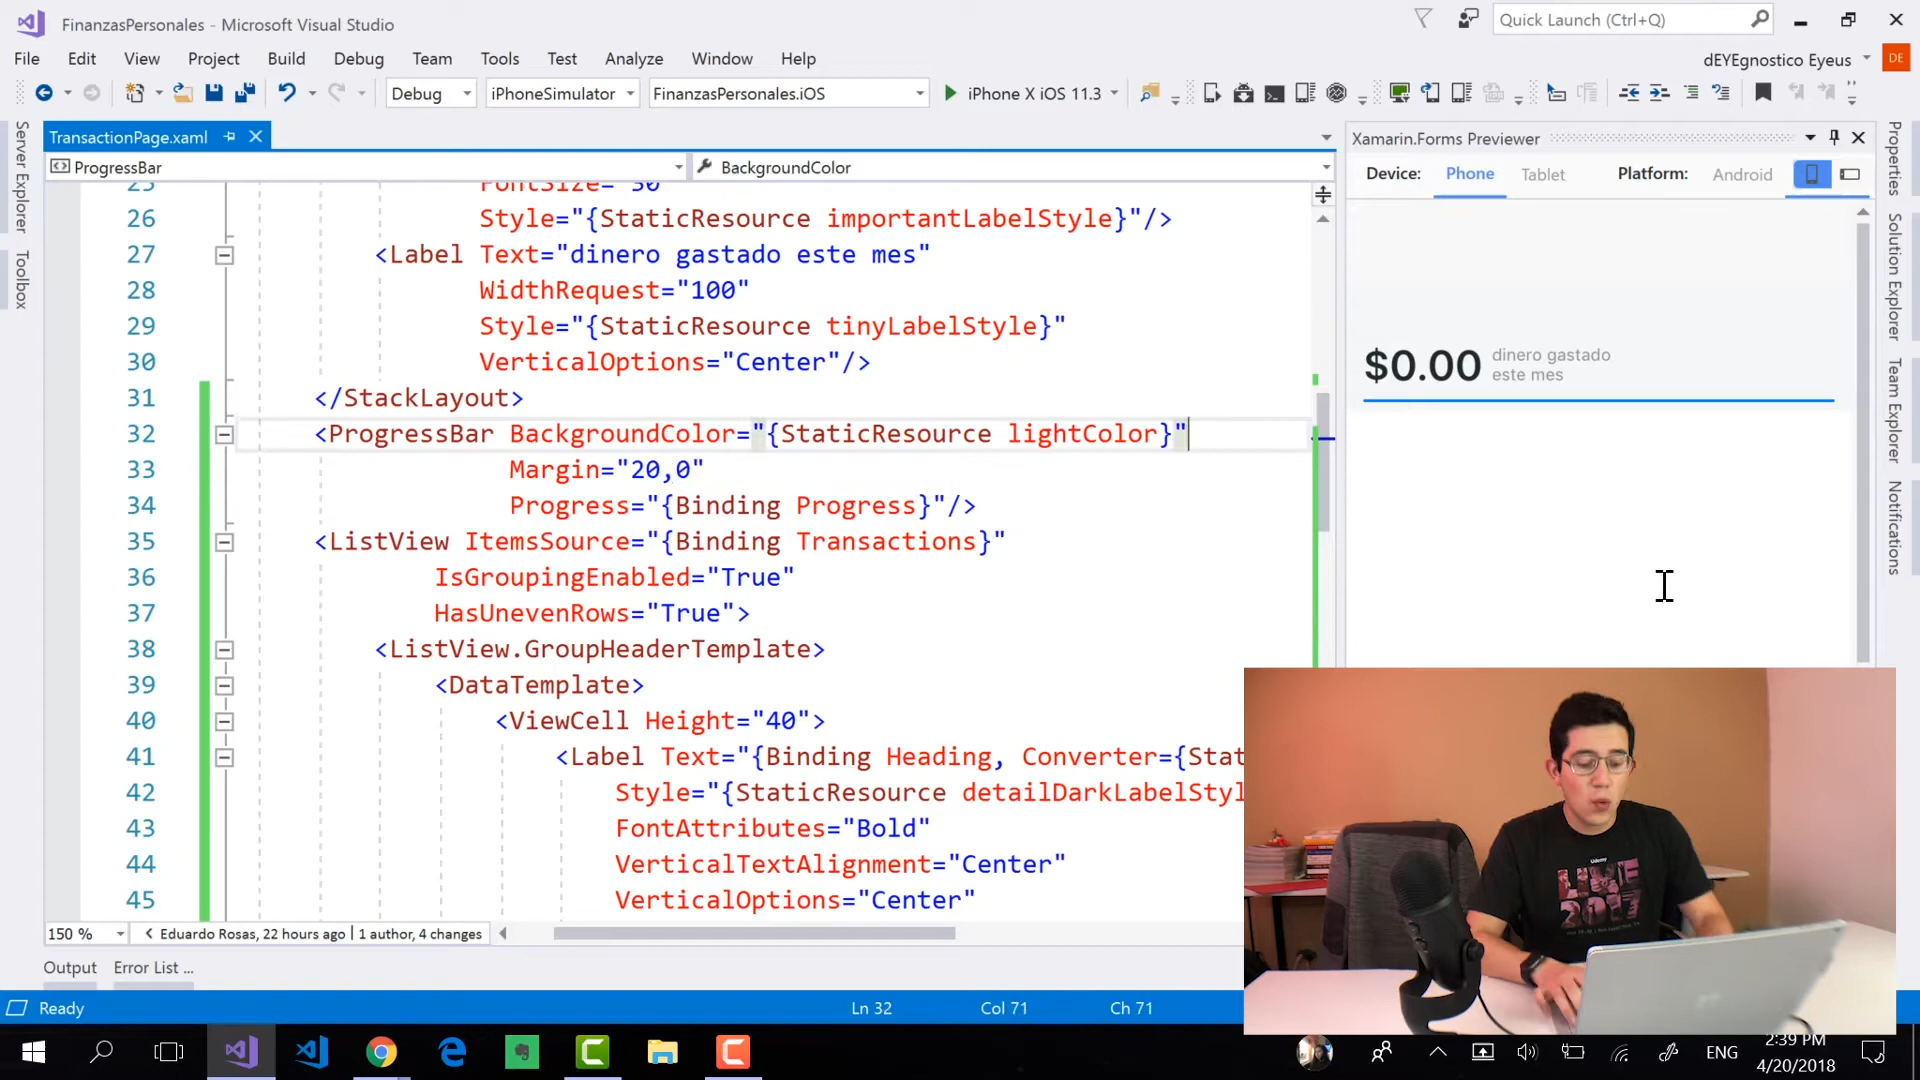 FinanzasPersonales - Microsoft Visual Studio
Quick Launch (Ctrl+Q)
File Edit View Project Build Debug Team Tools Test Analyze Window Help
dEYEgnostico Eyeus
DE
Debug
iPhoneSimulator
FinanzasPersonales.iOS
iPhone X iOS 11.3
Server Explorer
Toolbox
TransactionPage.xaml
ProgressBar
BackgroundColor
25 FontSize="30"
26 Style="{StaticResource importantLabelStyle}"/>
27 <Label Text="dinero gastado este mes"
28 WidthRequest="100"
29 Style="{StaticResource tinyLabelStyle}"
30 VerticalOptions="Center"/>
31 </StackLayout>
32 <ProgressBar BackgroundColor="{StaticResource lightColor}"
33 Margin="20,0"
34 Progress="{Binding Progress}"/>
35 <ListView ItemsSource="{Binding Transactions}"
36 IsGroupingEnabled="True"
37 HasUnevenRows="True">
38 <ListView.GroupHeaderTemplate>
39 <DataTemplate>
40 <ViewCell Height="40">
41 <Label Text="{Binding Heading, Converter={Stat
42 Style="{StaticResource detailDarkLabelStyl
43 FontAttributes="Bold"
44 VerticalTextAlignment="Center"
45 VerticalOptions="Center"
150 %
Eduardo Rosas, 22 hours ago | 1 author, 4 changes
Xamarin.Forms Previewer
Device: Phone Tablet Platform: Android
$0.00
dinero gastado
este mes
Properties
Solution Explorer
Team Explorer
Notifications
Udemy
LIVE
2017
Output Error List ...
Ready
Ln 32
Col 71
Ch 71
ENG
2:39 PM
4/20/2018